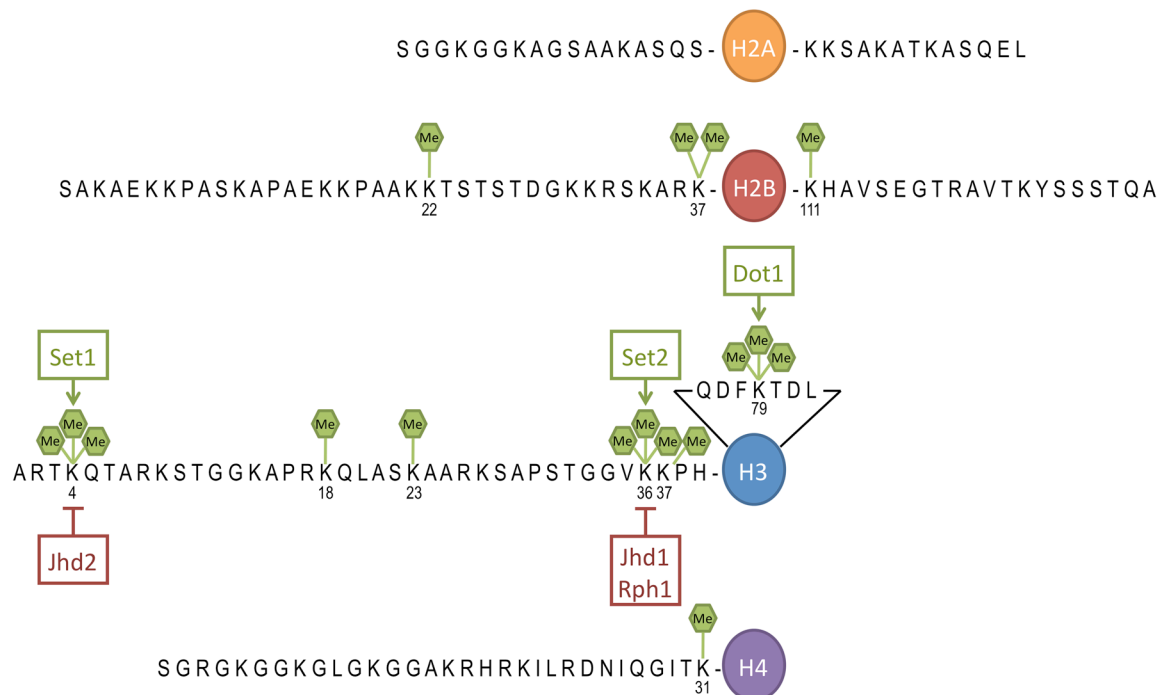 SGGKGGKAGSAAKASQS- H2A -KKSAKATKASQEL
Me Me Me Me
SAKAEKKPASKAPAEKKPAAKKTSTSTDGKKRSKARK- H2B -KHAVSEGTRAVTKYSSSTQA
22 37 111
Dot1
Set1 Set2
Me Me Me
QDFKTDL
79
Me Me Me Me Me Me Me Me Me
ARTKQTARKSTGGKAPRKQLASKAARKSAPSTGGVKKPH- H3
4 18 23 36 37
Jhd2 Jhd1
Rph1
Me
SGRGKGGKGLGKGGAKRHRKILRDNIQGITK- H4
31